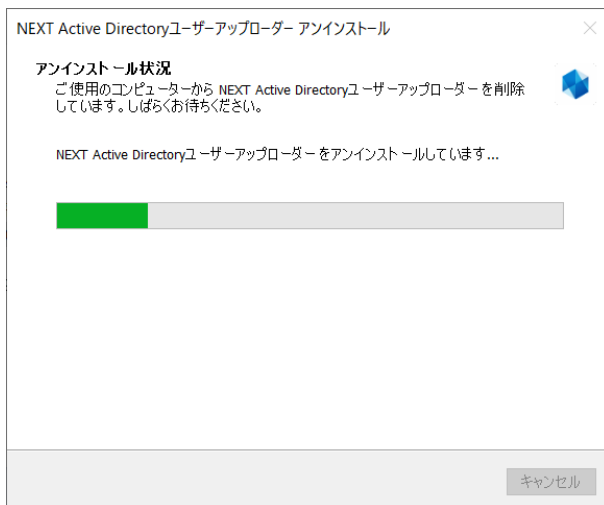 NEXT Active Directoryユーザーアップローダー アンインストール
アンインストール状況
ご使用のコンピューターから NEXT Active Directoryユーザーアップローダー を削除
しています。しばらくお待ちください。
NEXT Active Directoryユーザーアップローダー をアンインストールしています...
キャンセル